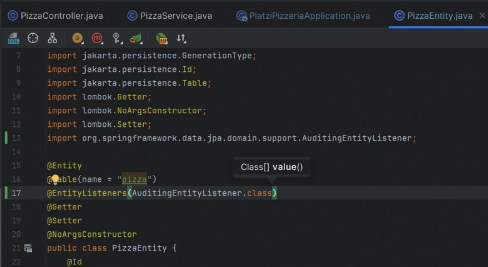 PizzaController.java PizzaService.java PlatziPizzeriaApplication.java PizzaEntity.java
7 import jakarta.persistence.GenerationType;
8 import jakarta.persistence.Id;
9 import jakarta.persistence.Table;
10 import lombok.Getter;
11 import lombok.NoArgsConstructor;
12 import lombok.Setter;
13 import org.springframework.data.jpa.domain.support.AuditingEntityListener;
14
15 @Entity
Class[] value()
16 @Table(name = "pizza")
17 @EntityListeners(AuditingEntityListener.class)
18 @Getter
19 @Setter
20 @NoArgsConstructor
21 public class PizzaEntity {
22 @Id